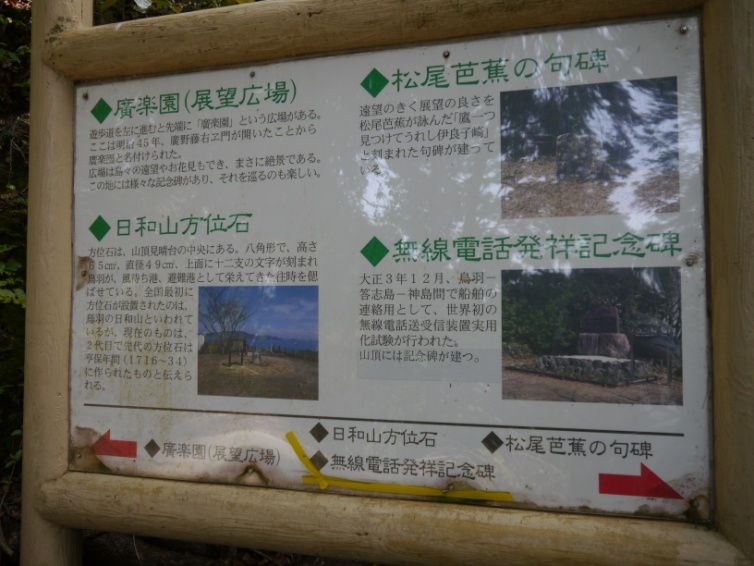 ◆廣楽園(展望広場)
遊歩道を左に進むと先端に「廣楽園」という広場がある。
ここは明治45年、廣野藤右ヱ門が開いたことから
廣楽園と名付けられた。
広場は島々の遠望やお花見もでき、まさに絶景である。
この地には様々な記念碑があり、それを巡るのも楽しい。
◆日和山方位石
方位石は、山頂見晴台の中央にある。八角形で、高さ
65㎝、直径49㎝、上面に十二支の文字が刻まれ
鳥羽が、風待ち港、避難港として栄えてきた往時を偲
ばせている。全国最初に
方位石が設置されたのは、
鳥羽の日和山といわれて
いるが、現在のものは、
2代目で先代の方位石は
享保年間(1716~34)
に作られたものと伝えら
れる。
◆松尾芭蕉の句碑
遠望のきく展望の良さを
松尾芭蕉が詠んだ「鷹一つ
見つけてうれし伊良子崎」
と刻まれた句碑が建って
いる。
◆無線電話発祥記念碑
大正3年12月、鳥羽－
答志島－神島間で船舶の
連絡用として、世界初の
無線電話送受信装置実用
化試験が行われた。
山頂には記念碑が建つ。
◆廣楽園(展望広場)
◆日和山方位石
◆無線電話発祥記念碑
◆松尾芭蕉の句碑